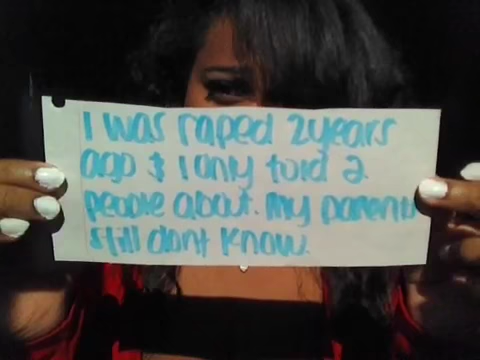 I was raped 2years
ago & I only told 2
people about. my parents
still dont know.